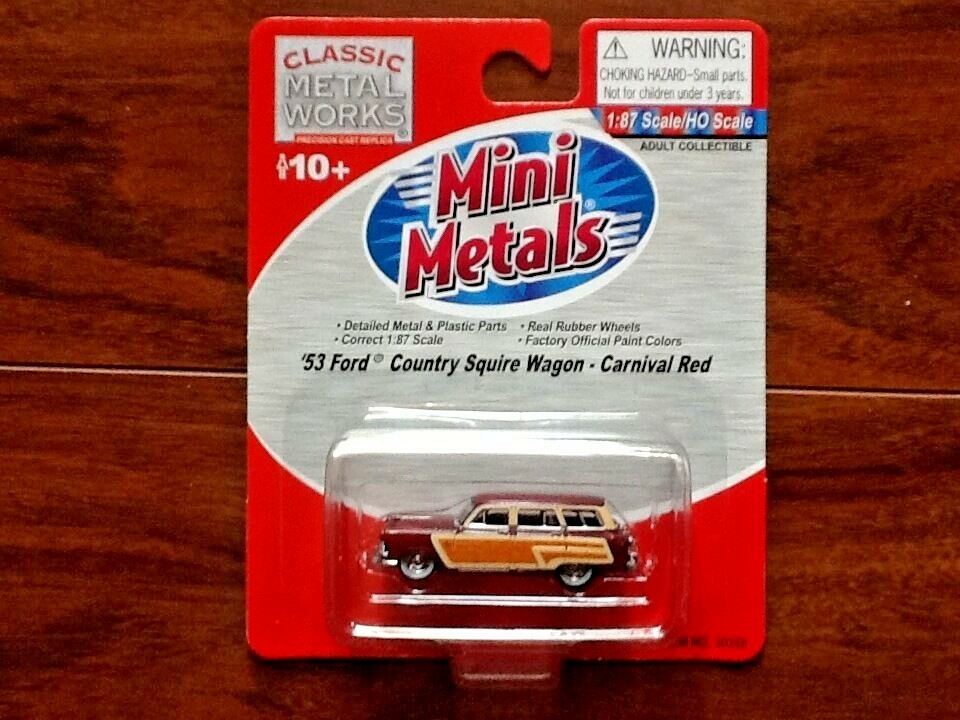 CLASSIC
METAL
WORKS®
PRECISION CAST REPLICA
10+
WARNING:
CHOKING HAZARD-Small parts.
Not for children under 3 years.
1:87 Scale/HO Scale
ADULT COLLECTIBLE
Mini
Metals®
• Detailed Metal & Plastic Parts • Real Rubber Wheels
• Correct 1:87 Scale • Factory Official Paint Colors
'53 Ford® Country Squire Wagon - Carnival Red